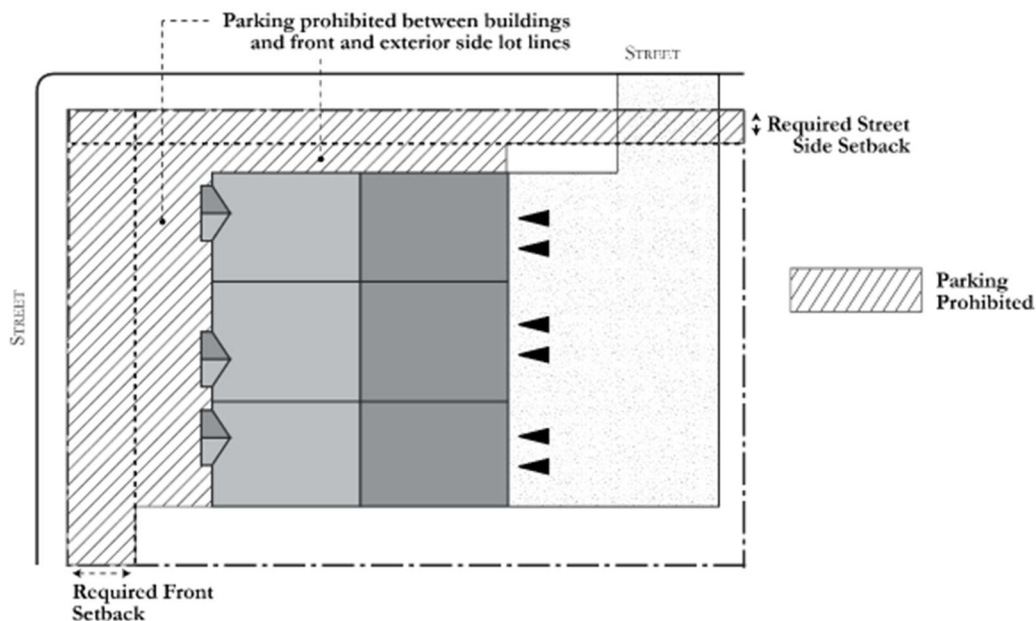 Parking prohibited between buildings
and front and exterior side lot lines
STREET
Required Street
Side Setback
Parking
Prohibited
STREET
Required Front
Setback